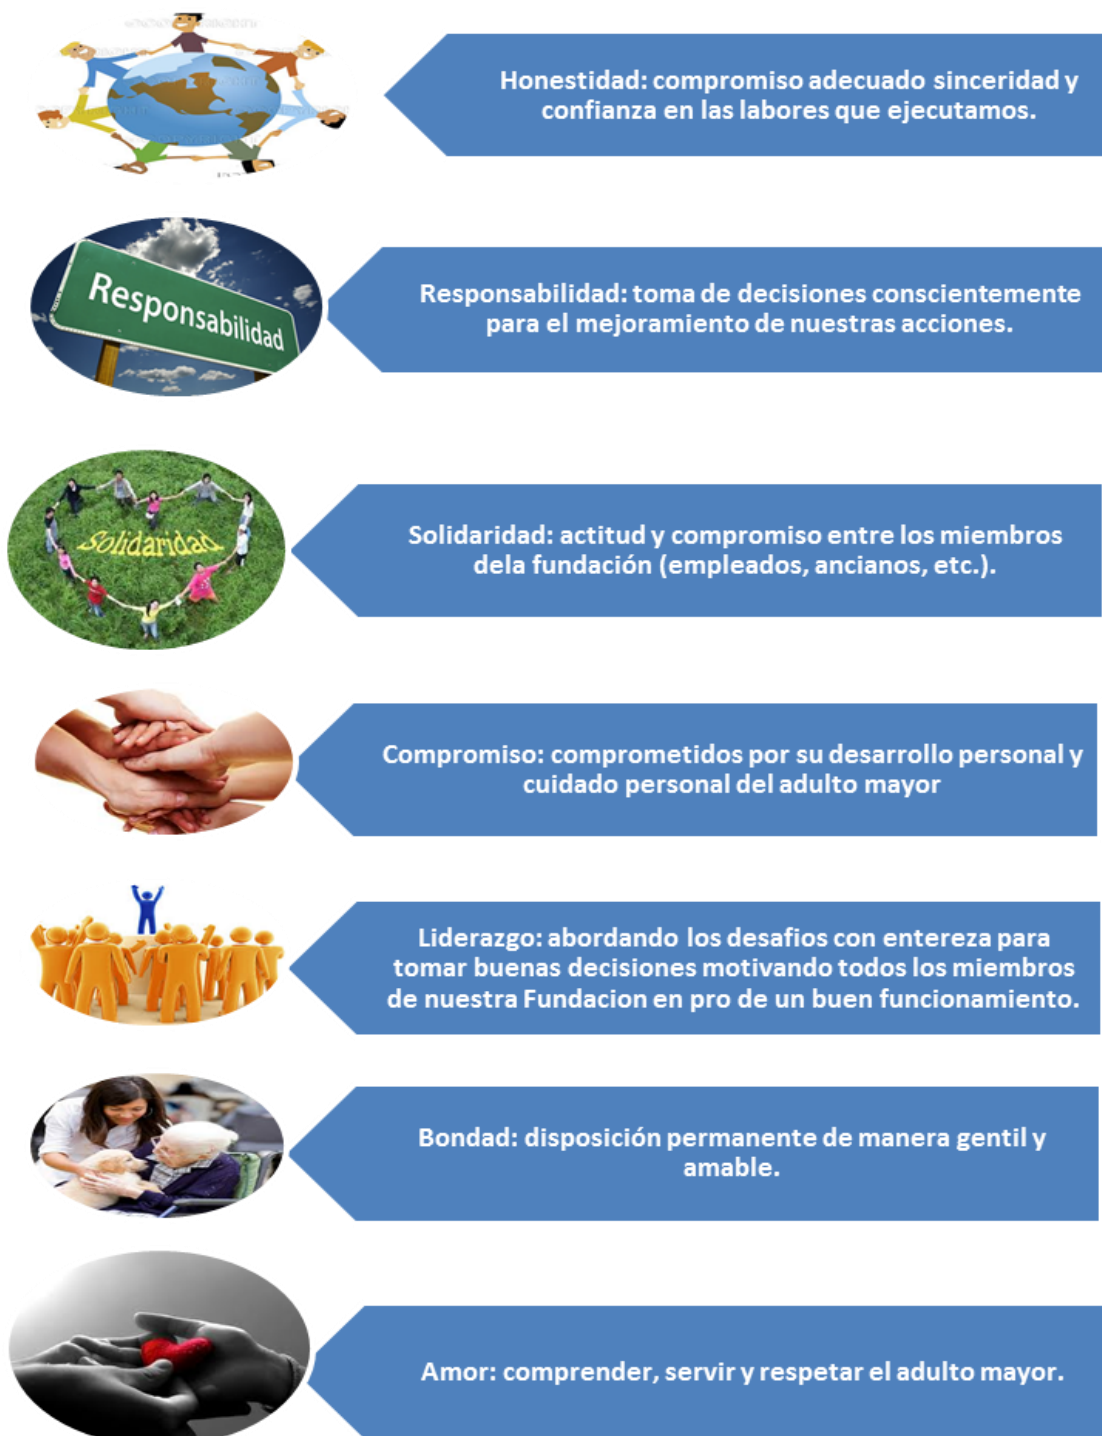 Honestidad: compromiso adecuado sinceridad y
confianza en las labores que ejecutamos.
Responsabilidad
Responsabilidad: toma de decisiones conscientemente
para el mejoramiento de nuestras acciones.
Solidaridad
Solidaridad: actitud y compromiso entre los miembros
dela fundación (empleados, ancianos, etc.).
Compromiso: comprometidos por su desarrollo personal y
cuidado personal del adulto mayor
Liderazgo: abordando los desafios con entereza para
tomar buenas decisiones motivando todos los miembros
de nuestra Fundacion en pro de un buen funcionamiento.
Bondad: disposición permanente de manera gentil y
amable.
Amor: comprender, servir y respetar el adulto mayor.